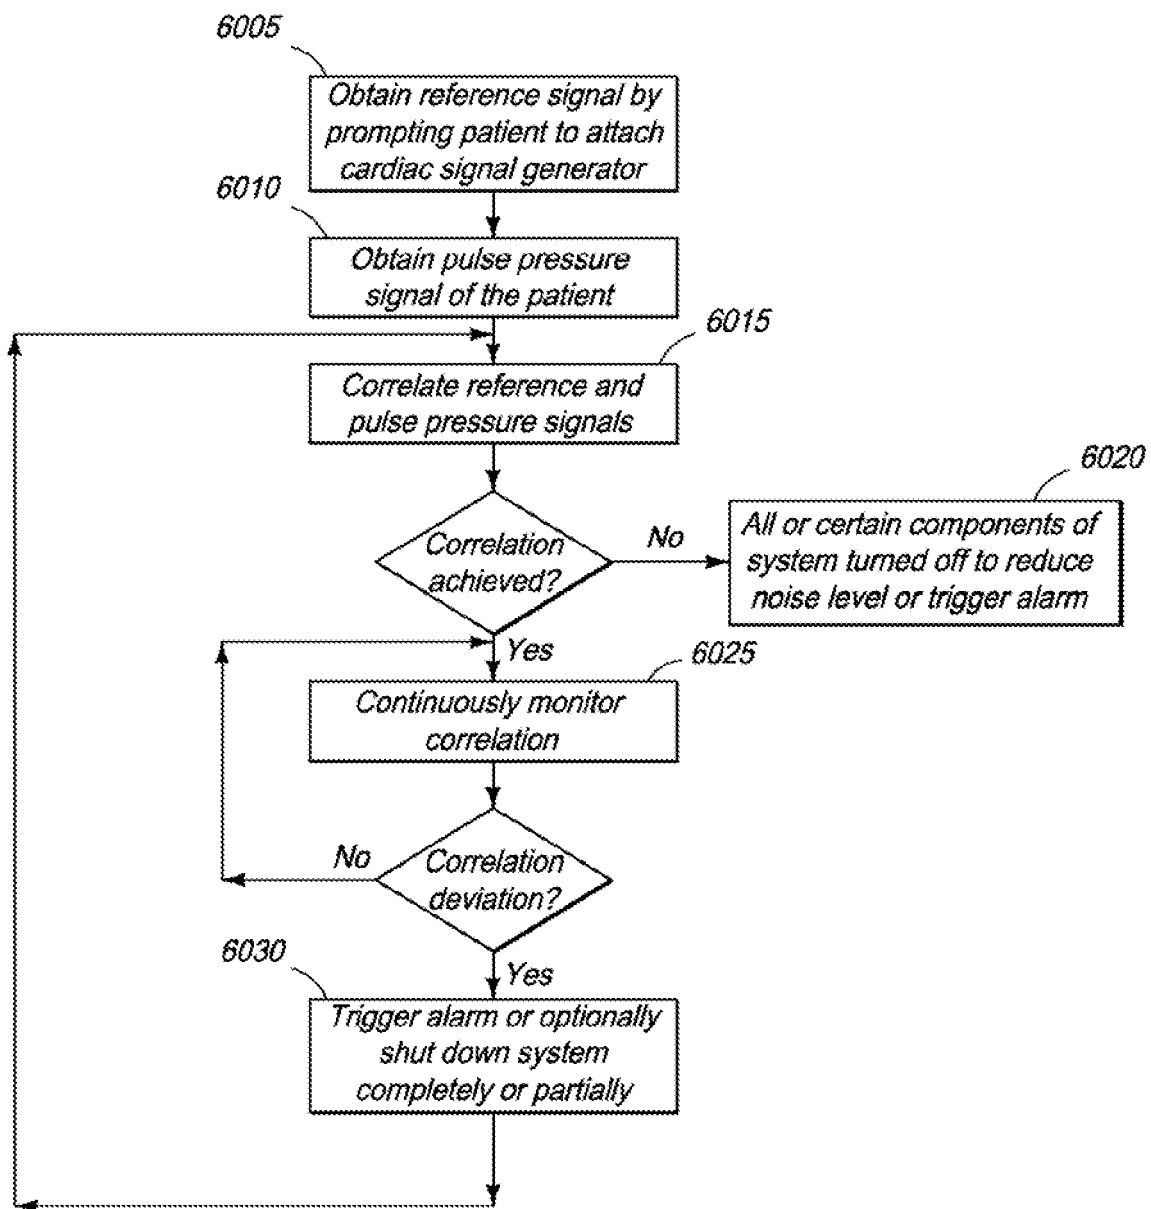 6005
Obtain reference signal by
prompting patient to attach
cardiac signal generator
6010
Obtain pulse pressure
signal of the patient
6015
Correlate reference and
pulse pressure signals
6020
Correlation
achieved?
No
All or certain components of
system turned off to reduce
noise level or trigger alarm
Yes
6025
Continuously monitor
correlation
No
Correlation
deviation?
6030
Yes
Trigger alarm or optionally
shut down system
completely or partially